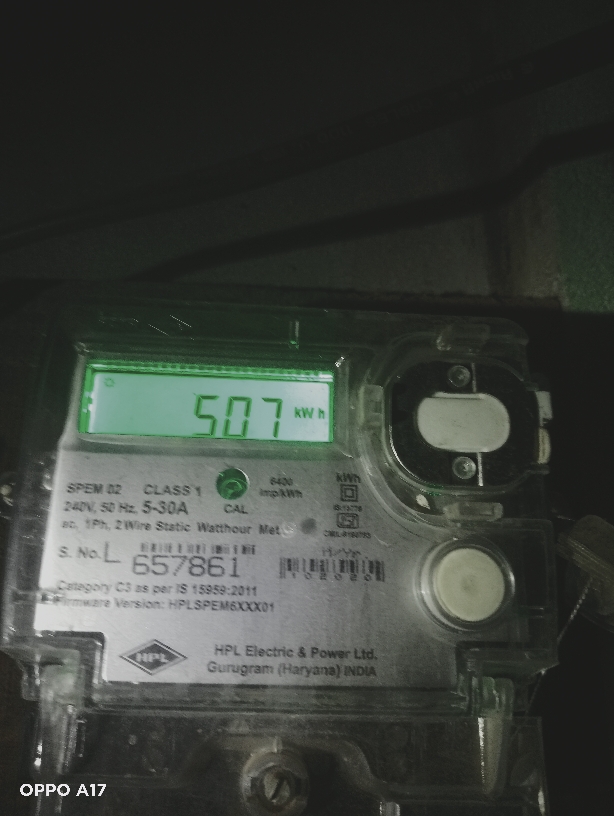 507 kWh
SPEM 02 CLASS 1
6400 imp/kWh
kWh
240V, 50 Hz, 5-30A
CAL
ac, 1Ph, 2 Wire Static Watthour Met
S. No. L 657861
Category C3 as per IS 15959:2011
Firmware Version: HPLSPEM6XXX01
HPL
HPL Electric & Power Ltd.
Gurugram (Haryana) INDIA
OPPO A17